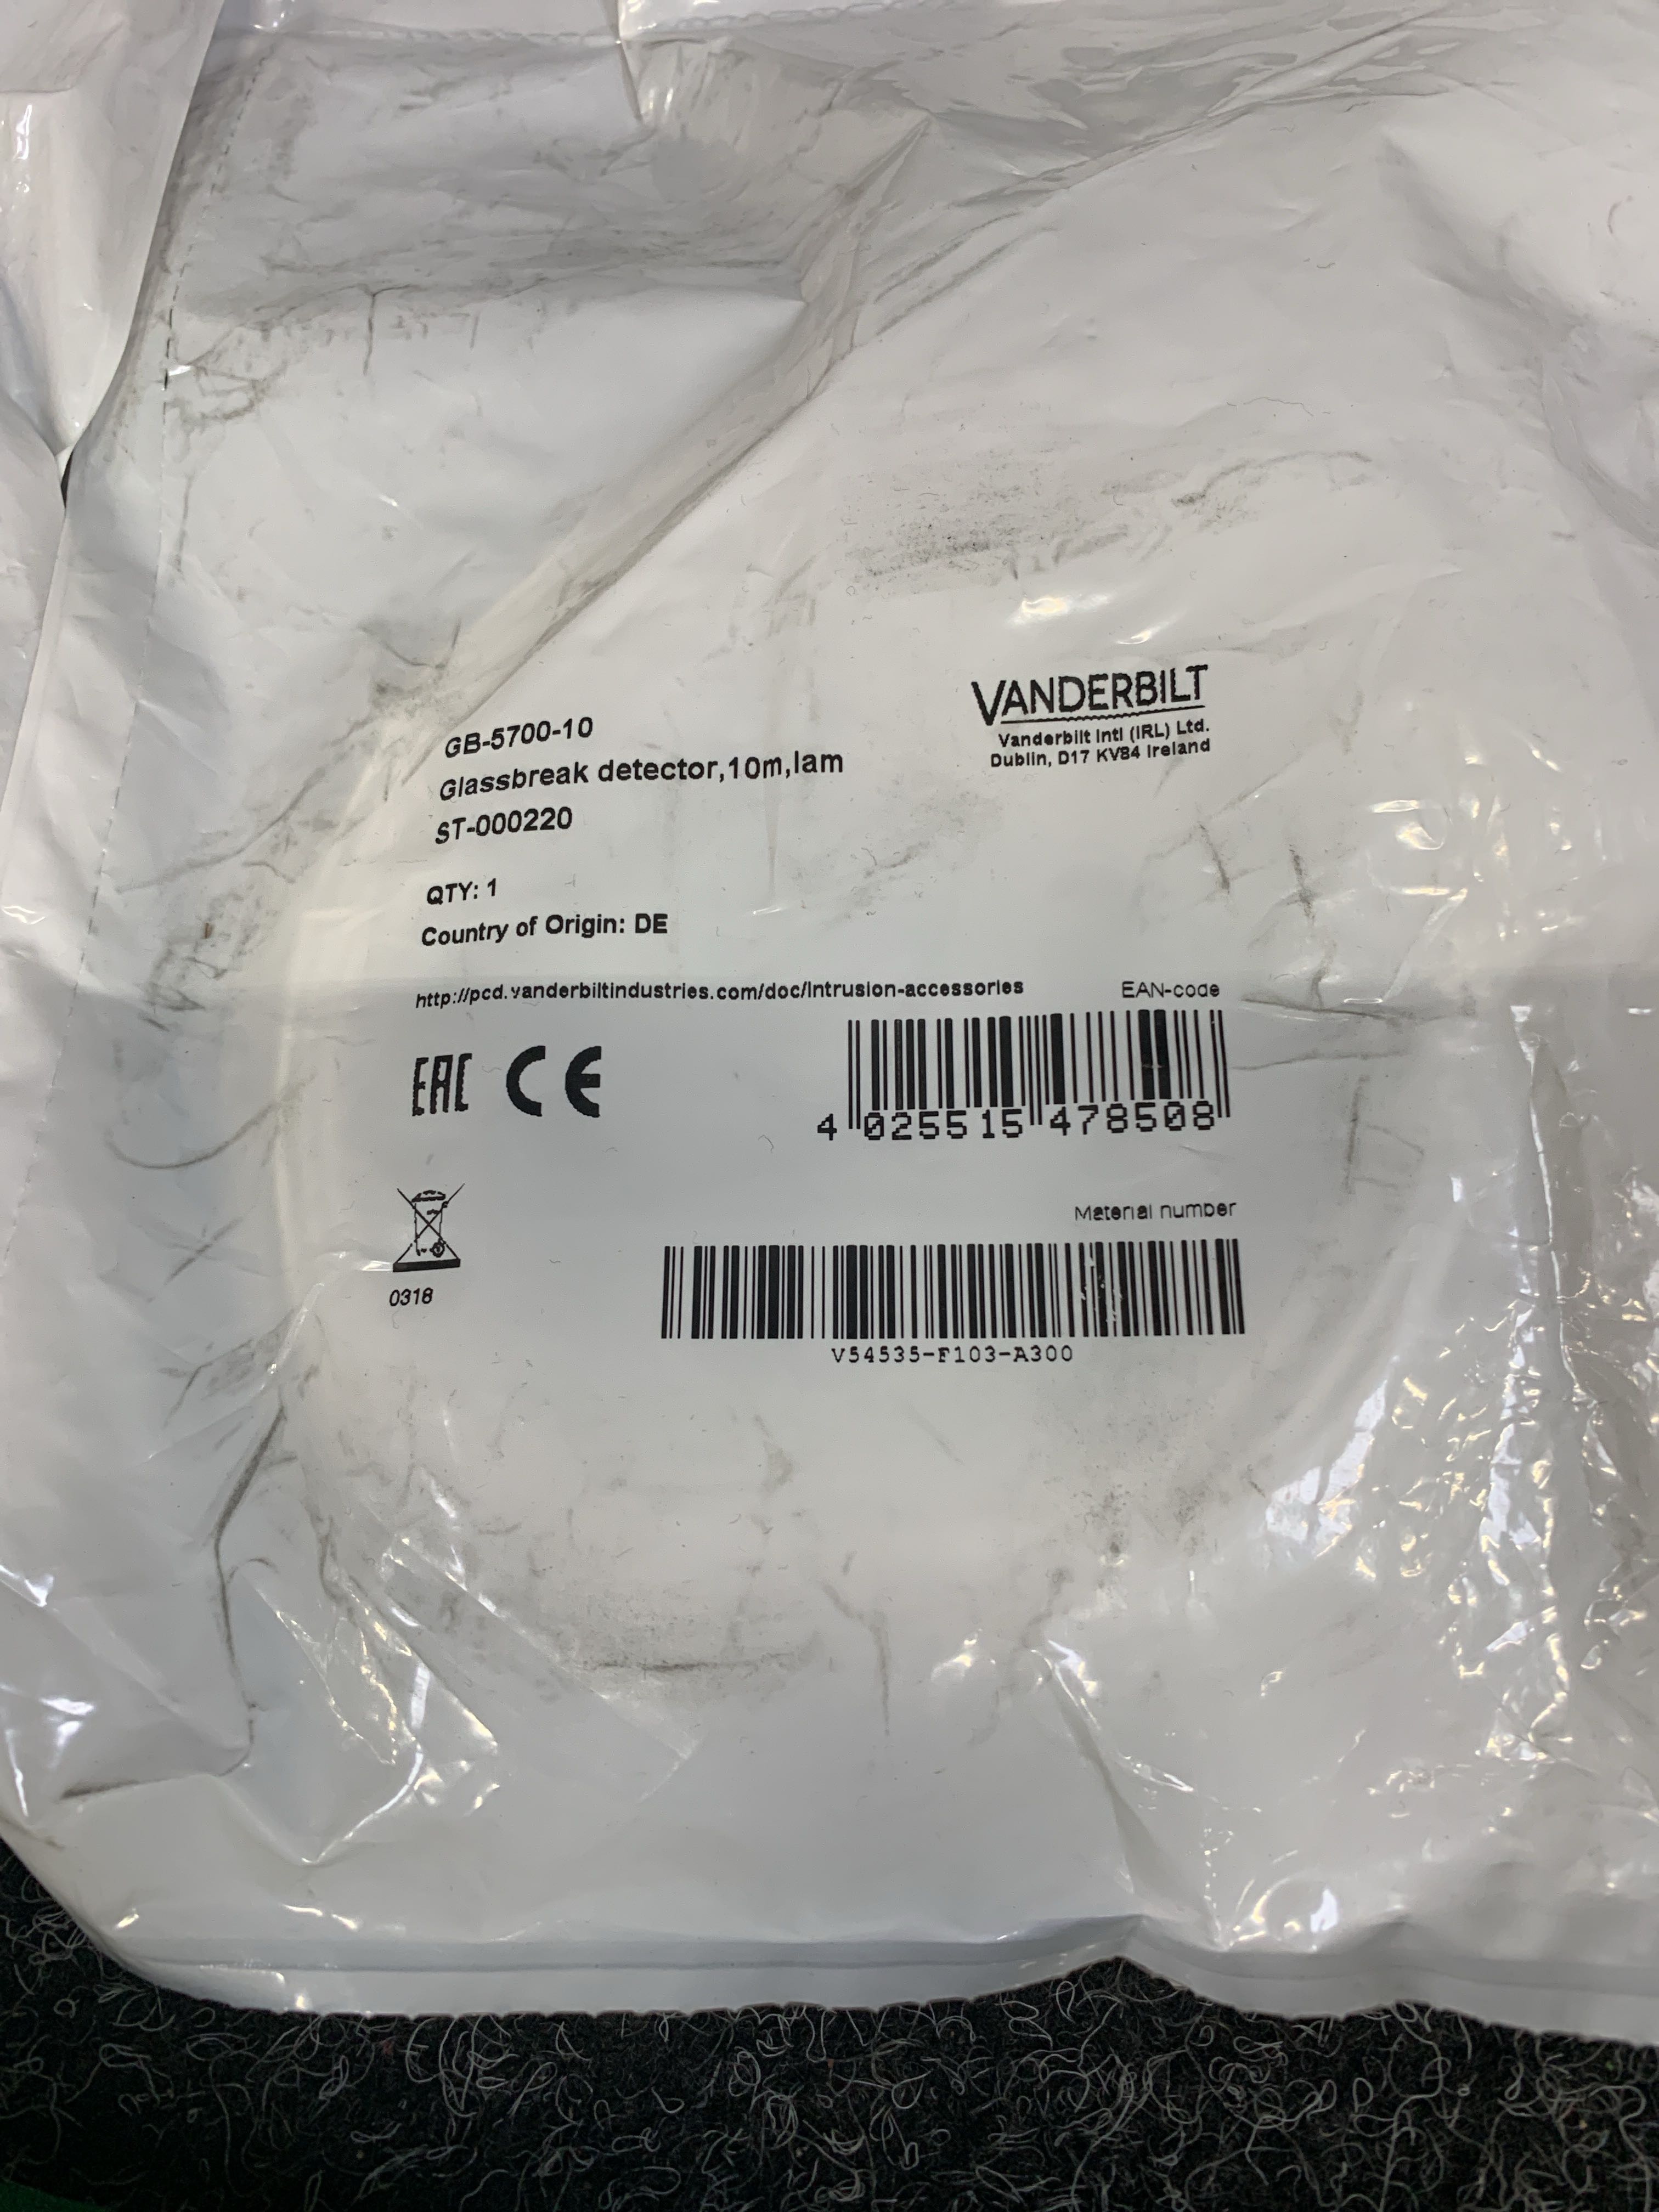 VANDERBILT
Vanderbilt Intl (IRL) Ltd.
Dublin, D17 KV84 Ireland
GB-5700-10
Glassbreak detector,10m,lam
ST-000220
QTY: 1
Country of Origin: DE
http://pcd.vanderbiltindustries.com/doc/Intrusion-accessories
EAN-code
EAC CE
4 025515 478508
Material number
0318
V54535-F103-A300